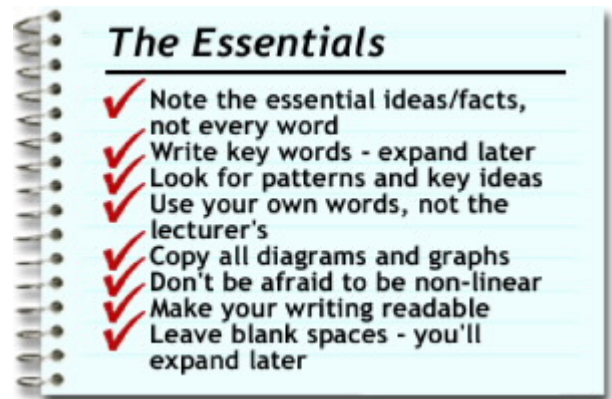 The Essentials
Note the essential ideas/facts,
not every word
Write key words - expand later
Look for patterns and key ideas
Use your own words, not the
lecturer's
Copy all diagrams and graphs
Don't be afraid to be non-linear
Make your writing readable
Leave blank spaces - you'll
expand later